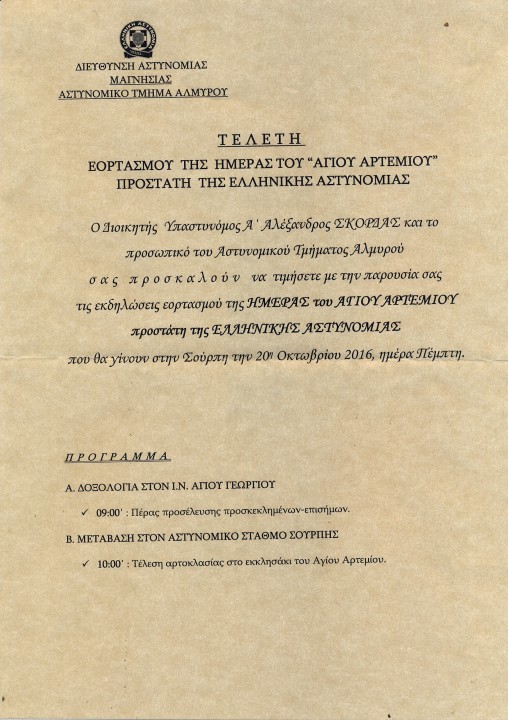 ΔΙΕΥΘΥΝΣΗ ΑΣΤΥΝΟΜΙΑΣ
ΜΑΓΝΗΣΙΑΣ
ΑΣΤΥΝΟΜΙΚΟ ΤΜΗΜΑ ΑΛΜΥΡΟΥ
Τ Ε Λ Ε Τ Η
ΕΟΡΤΑΣΜΟΥ ΤΗΣ ΗΜΕΡΑΣ ΤΟΥ “ΑΓΙΟΥ ΑΡΤΕΜΙΟΥ”
ΠΡΟΣΤΑΤΗ ΤΗΣ ΕΛΛΗΝΙΚΗΣ ΑΣΤΥΝΟΜΙΑΣ
Ο Διοικητής Υπαστυνόμος Α΄ Αλέξανδρος ΣΚΟΡΔΑΣ και το
προσωπικό του Αστυνομικού Τμήματος Αλμυρού
σας προσκαλούν να τιμήσετε με την παρουσία σας
τις εκδηλώσεις εορτασμού της ΗΜΕΡΑΣ του ΑΓΙΟΥ ΑΡΤΕΜΙΟΥ
προστάτη της ΕΛΛΗΝΙΚΗΣ ΑΣΤΥΝΟΜΙΑΣ
που θα γίνουν στην Σούρπη την 20η Οκτωβρίου 2016, ημέρα Πέμπτη.
Π Ρ Ο Γ Ρ Α Μ Μ Α
Α. ΔΟΞΟΛΟΓΙΑ ΣΤΟΝ Ι.Ν. ΑΓΙΟΥ ΓΕΩΡΓΙΟΥ
✓ 09:00΄ : Πέρας προσέλευσης προσκεκλημένων-επισήμων.
Β. ΜΕΤΑΒΑΣΗ ΣΤΟΝ ΑΣΤΥΝΟΜΙΚΟ ΣΤΑΘΜΟ ΣΟΥΡΠΗΣ
✓ 10:00΄ : Τέλεση αρτοκλασίας στο εκκλησάκι του Αγίου Αρτεμίου.